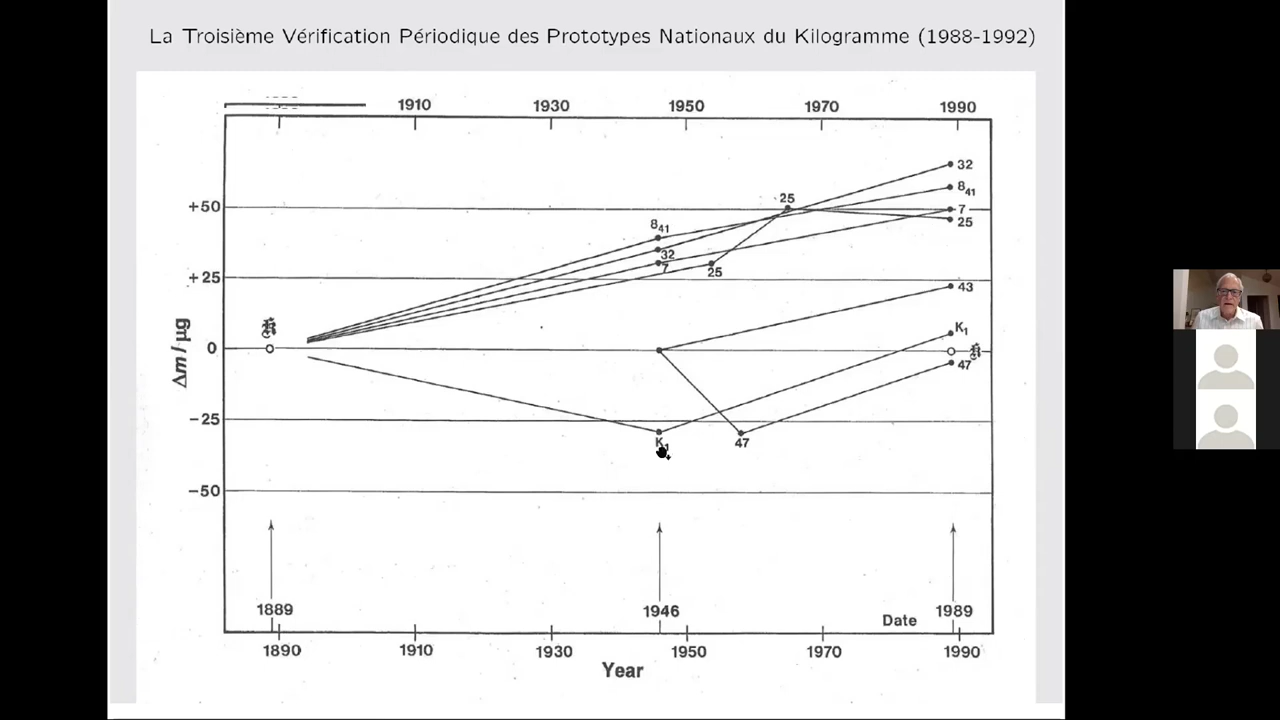 La Troisième Vérification Périodique des Prototypes Nationaux du Kilogramme (1988-1992)
1910 1930 1950 1970 1990
32
8₄₁
+50 25 7
25
8₄₁
32
7 25
+25
43
K₁
0
47
Δm / µg
−25
K₁ 47
−50
1889 1946 1989
Date
1890 1910 1930 1950 1970 1990
Year